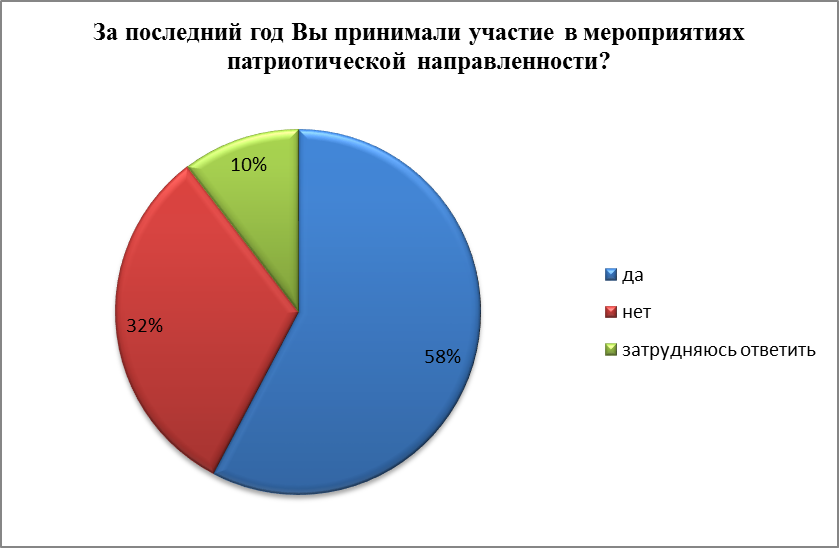 За последний год Вы принимали участие в мероприятиях
патриотической направленности?
10%
32%
58%
да
нет
затрудняюсь ответить